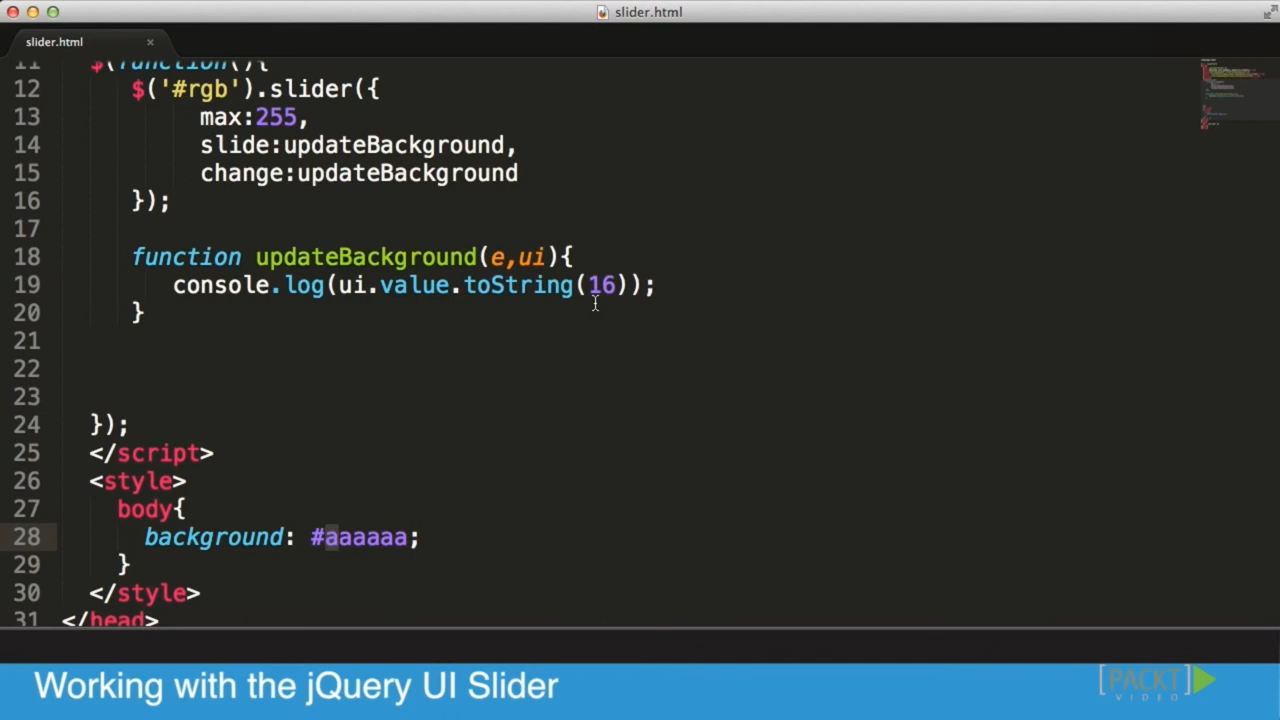 slider.html
slider.html
11 $(function(){
12 $('#rgb').slider({
13 max:255,
14 slide:updateBackground,
15 change:updateBackground
16 });
17
18 function updateBackground(e,ui){
19 console.log(ui.value.toString(16));
20 }
21
22
23
24 });
25 </script>
26 <style>
27 body{
28 background: #aaaaaa;
29 }
30 </style>
31 </head>
Working with the jQuery UI Slider
[PACKT]
VIDEO